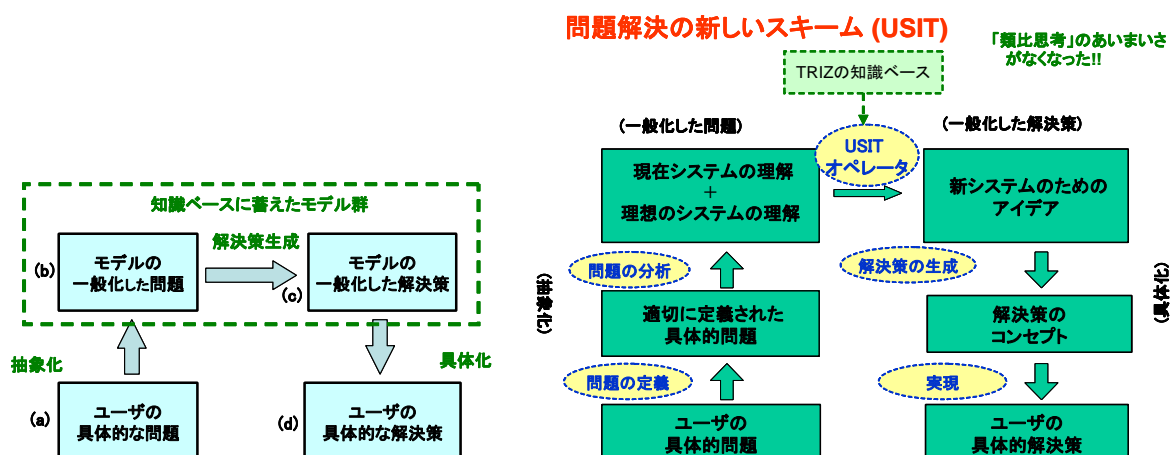 知識ベースに蓄えたモデル群
解決策生成
(b)
モデルの
一般化した問題
(c)
モデルの
一般化した解決策
抽象化
具体化
(a)
ユーザの
具体的な問題
(d)
ユーザの
具体的な解決策
問題解決の新しいスキーム (USIT)
「類比思考」のあいまいさ
がなくなった!!
TRIZの知識ベース
(一般化した問題)
(一般化した解決策)
USIT
オペレータ
現在システムの理解
+
理想のシステムの理解
新システムのための
アイデア
問題の分析
解決策の生成
(抽象化)
(具体化)
適切に定義された
具体的問題
解決策の
コンセプト
問題の定義
実現
ユーザの
具体的問題
ユーザの
具体的解決策